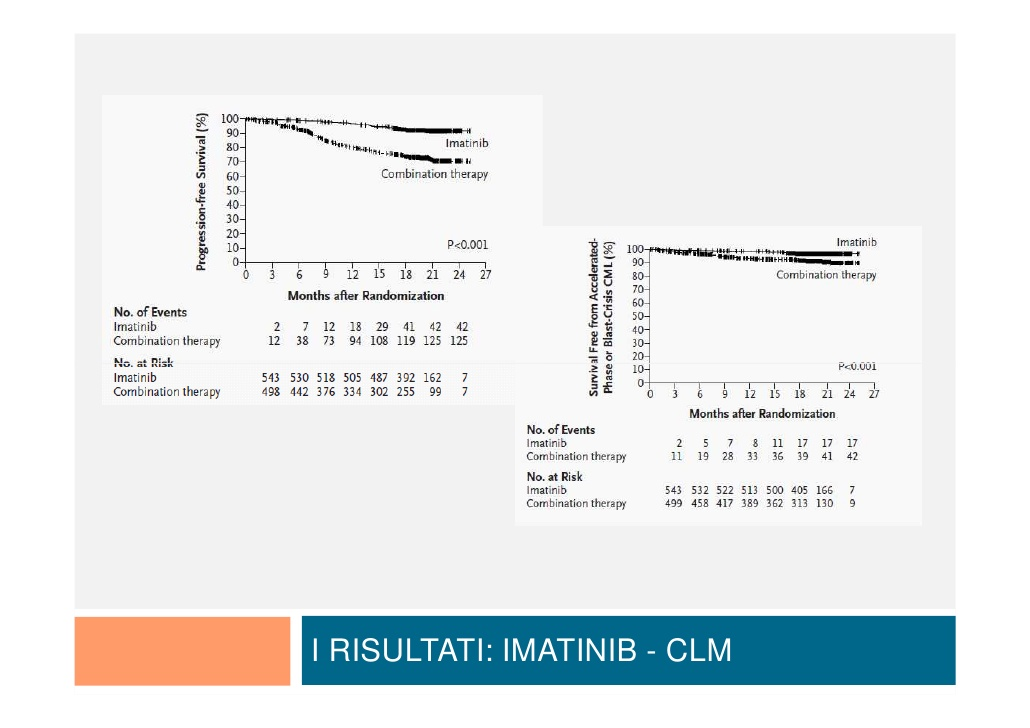 Progression-free Survival (%)
100
90
80
70
60
50
40
30
20
10
0
Imatinib
Combination therapy
P<0.001
0 3 6 9 12 15 18 21 24 27
Months after Randomization
No. of Events
Imatinib 2 7 12 18 29 41 42 42
Combination therapy 12 38 73 94 108 119 125 125
No. at Risk
Imatinib 543 530 518 505 487 392 162 7
Combination therapy 498 442 376 334 302 255 99 7
Survival Free from Accelerated-
Phase or Blast-Crisis CML (%)
100
90
80
70
60
50
40
30
20
10
0
Imatinib
Combination therapy
P<0.001
0 3 6 9 12 15 18 21 24 27
Months after Randomization
No. of Events
Imatinib 2 5 7 8 11 17 17 17
Combination therapy 11 19 28 33 36 39 41 42
No. at Risk
Imatinib 543 532 522 513 500 405 166 7
Combination therapy 499 458 417 389 362 313 130 9
I RISULTATI: IMATINIB - CLM